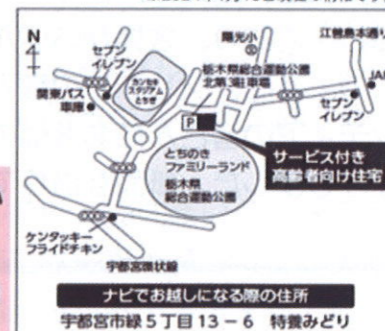 N
4
セブン
イレブン
関東バス
車庫
カンセキ
スタジアム
とちぎ
陽光小
江曽島本通り
栃木県総合運動公園
北第3駐車場
JA
セブン
イレブン
P
とちのき
ファミリーランド
栃木県
総合運動公園
サービス付き
高齢者向け住宅
ケンタッキー
フライドチキン
宇都宮環状線
ナビでお越しになる際の住所
宇都宮市緑5丁目13-6 特養みどり